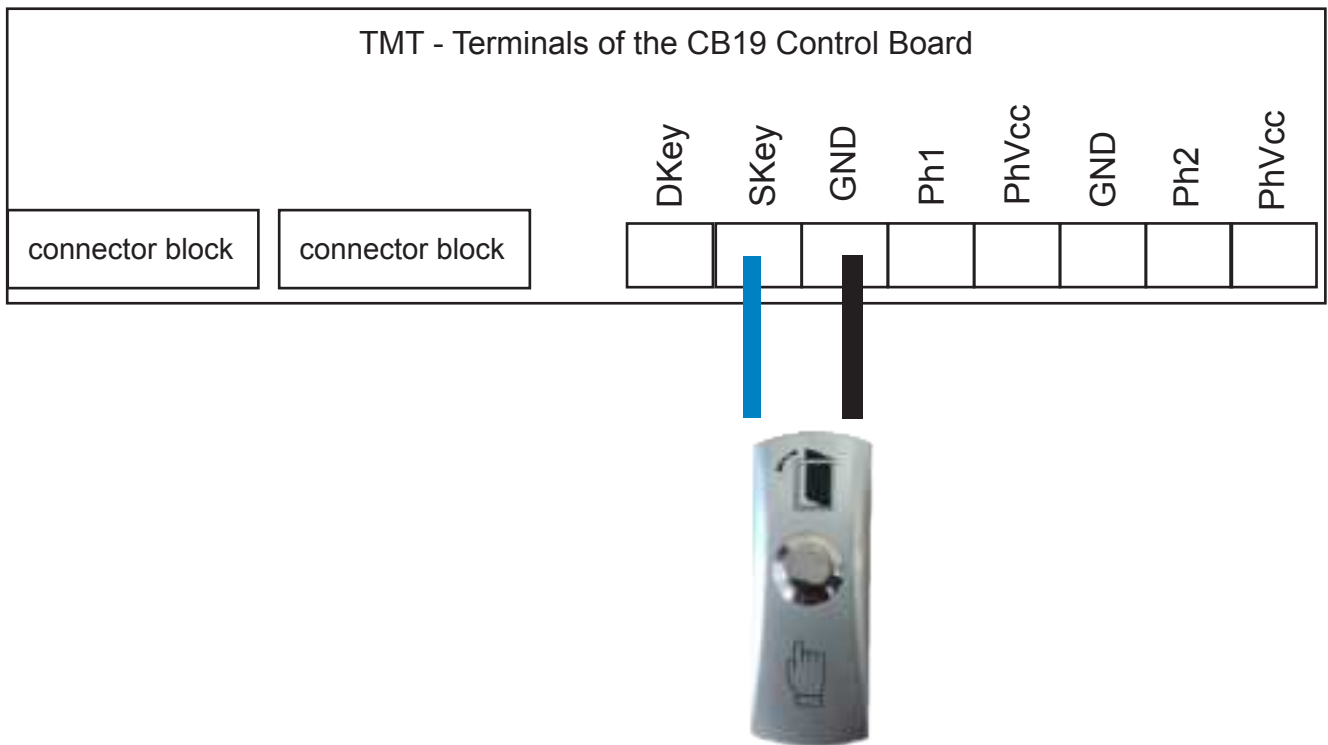 TMT - Terminals of the CB19 Control Board
DKey
SKey
GND
Ph1
PhVcc
GND
Ph2
PhVcc
connector block
connector block